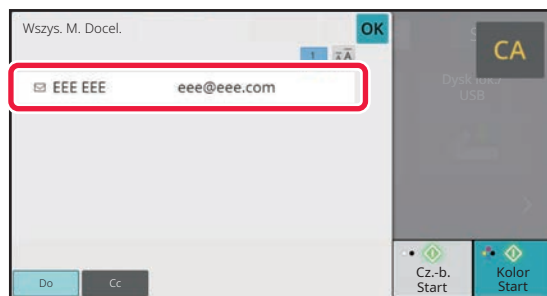 Wszys. M. Docel.
OK
CA
1
EEE EEE eee@eee.com
Dysk
USB
Do
Cc
Cz.-b.
Start
Kolor
Start